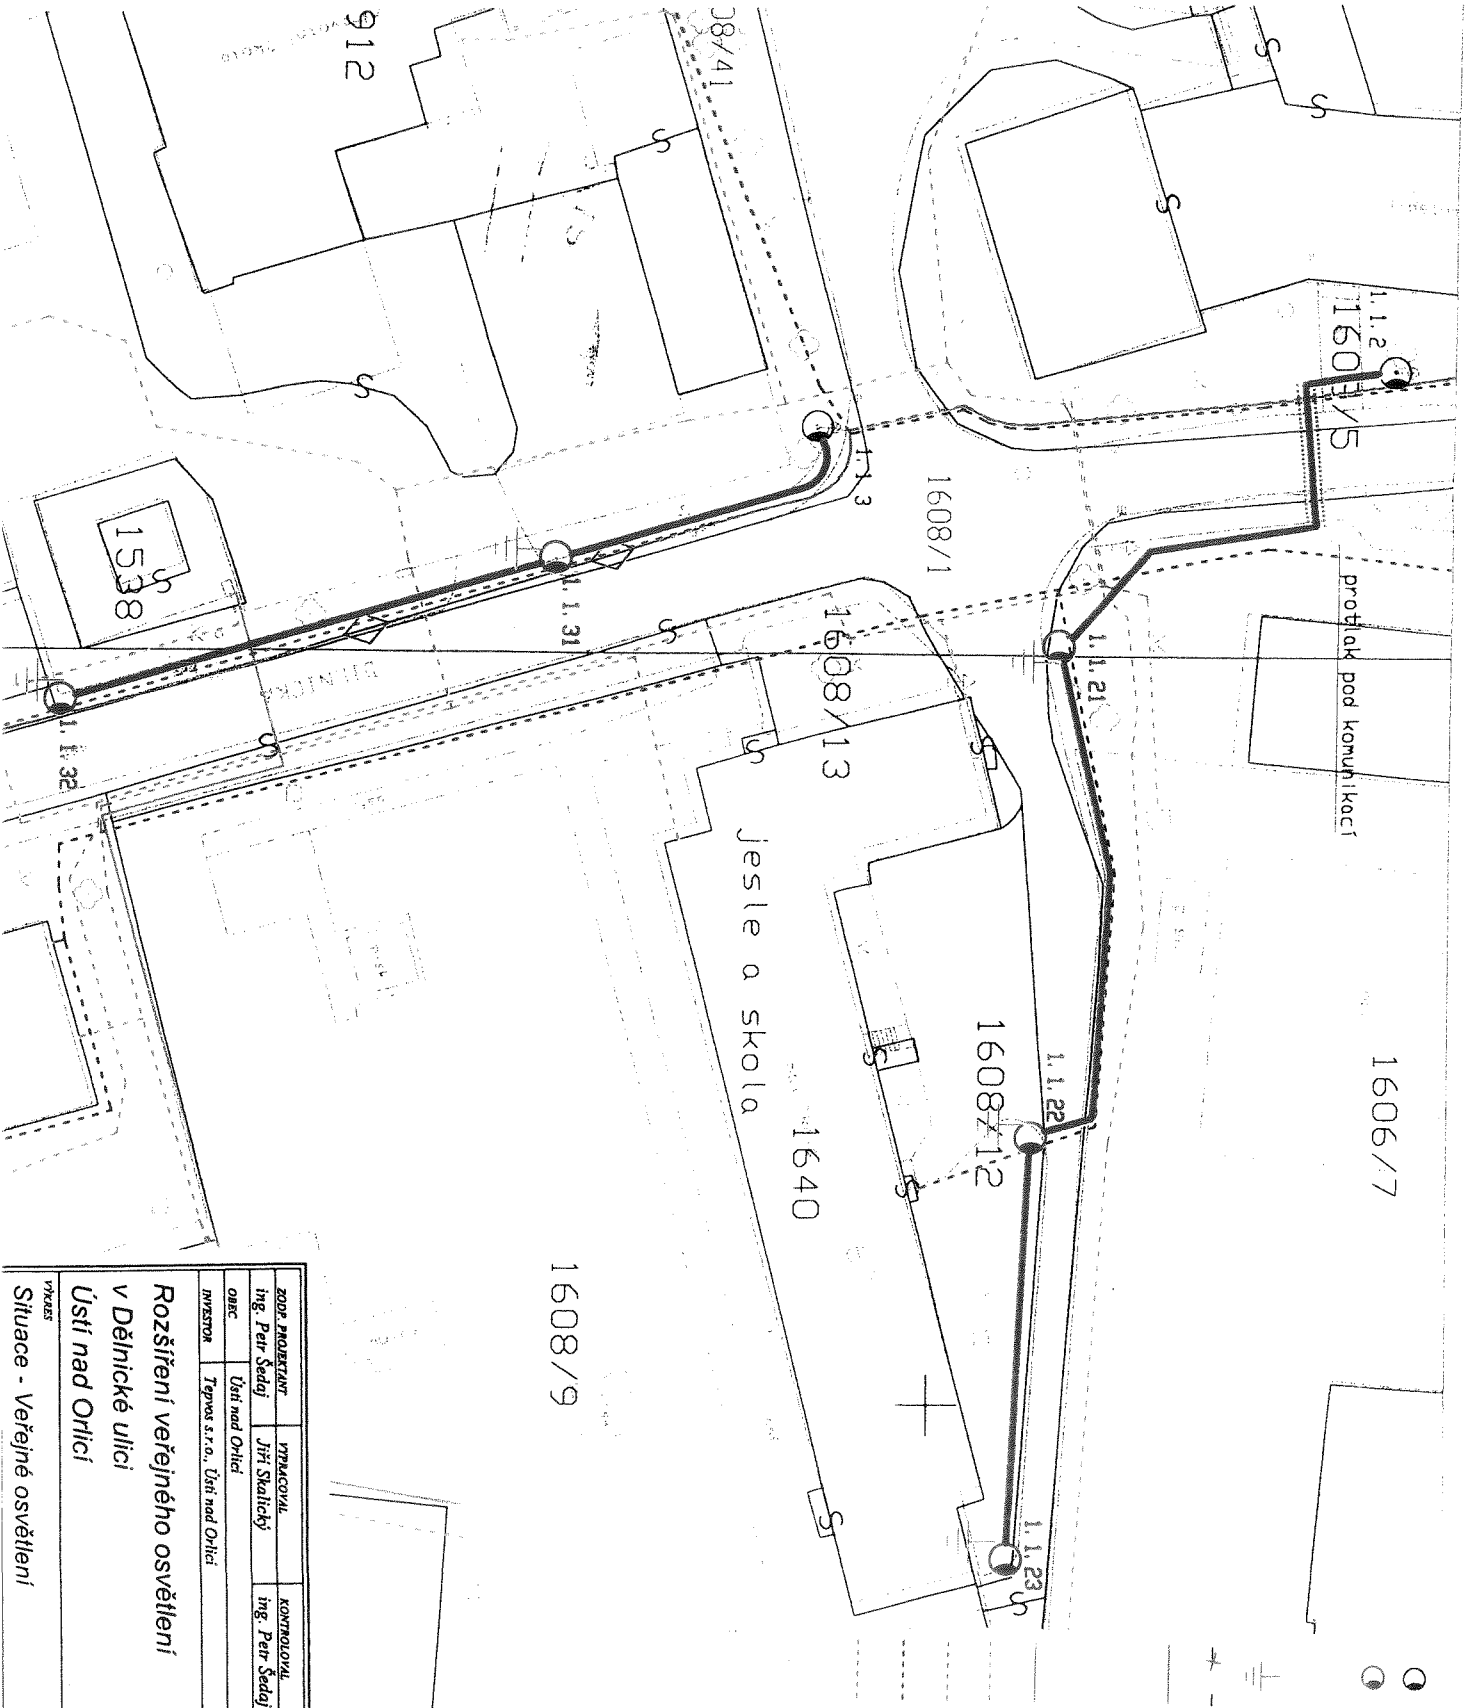 912
1.1.2
1603/5
1.1.3
1608/1
protlak pod komunikací
1538
1.1.31
1608/13
1.1.21
1.1.32
jesle a skola
1606/7
1608/12
1.1.22
1640
1608/9
1.1.23
ZODP. PROJEKTANT VYPRACOVAL KONTROLOVAL
ing. Petr Šedaj Jiří Skalický ing. Petr Šedaj
OBEC Ústí nad Orlicí
INVESTOR Tepvos s.r.o., Ústí nad Orlicí
Rozšíření veřejného osvětlení
v Dělnické ulici
Ústí nad Orlicí
VÝKRES
Situace - Veřejné osvětlení